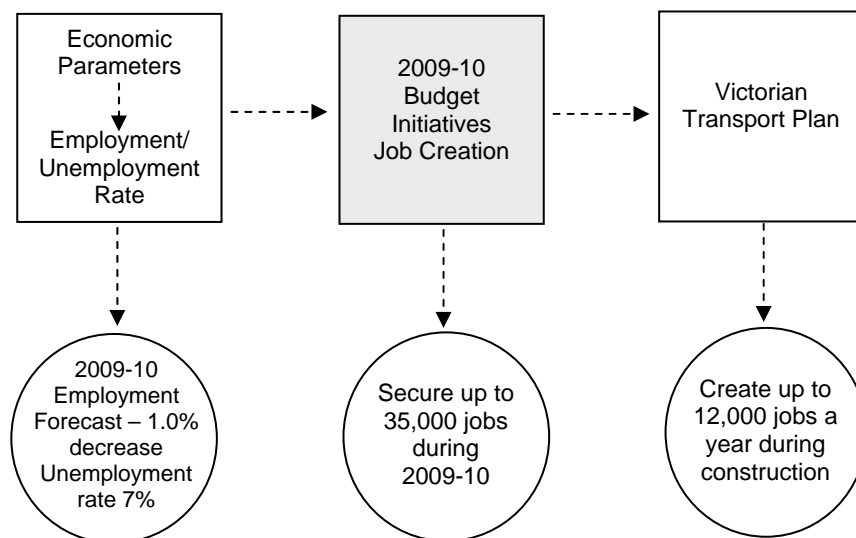 Economic
Parameters
Employment/
Unemployment
Rate
2009-10
Budget
Initiatives
Job Creation
Victorian
Transport Plan
2009-10
Employment
Forecast – 1.0%
decrease
Unemployment
rate 7%
Secure up to
35,000 jobs
during
2009-10
Create up to
12,000 jobs a
year during
construction